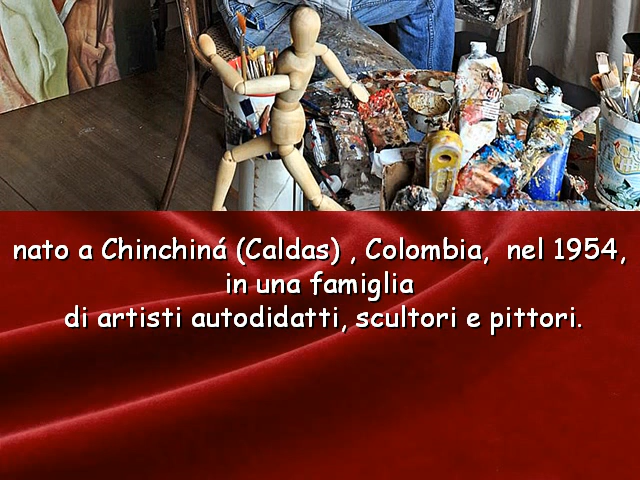 nato a Chinchiná (Caldas) , Colombia,  nel 1954,
in una famiglia
di artisti autodidatti, scultori e pittori.